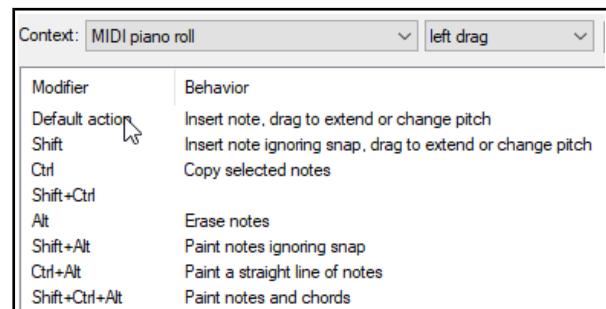 Context: MIDI piano roll left drag
Modifier Behavior
Default action Insert note, drag to extend or change pitch
Shift Insert note ignoring snap, drag to extend or change pitch
Ctrl Copy selected notes
Shift+Ctrl
Alt Erase notes
Shift+Alt Paint notes ignoring snap
Ctrl+Alt Paint a straight line of notes
Shift+Ctrl+Alt Paint notes and chords